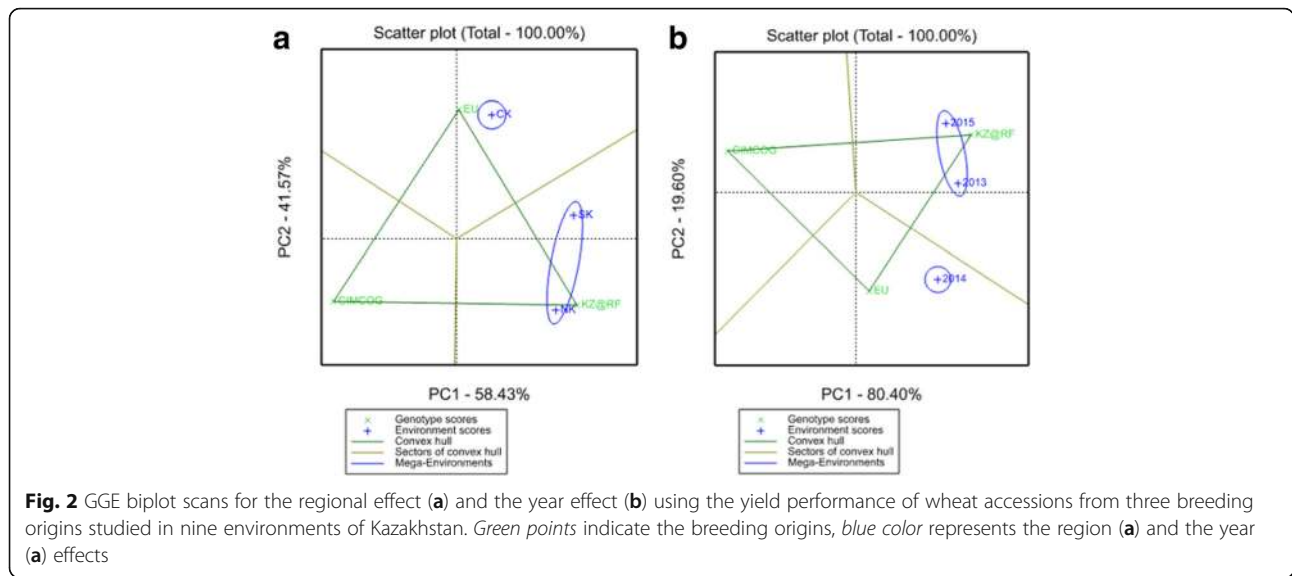 a
Scatter plot (Total - 100.00%)
EU
CK
SK
CIMCOG
NK
KZ@RF
PC2 - 41.57%
PC1 - 58.43%
Genotype scores
Environment scores
Convex hull
Sectors of convex hull
Mega-Environments
b
Scatter plot (Total - 100.00%)
2015
KZ@RF
CIMCOG
2013
2014
EU
PC2 - 19.60%
PC1 - 80.40%
Genotype scores
Environment scores
Convex hull
Sectors of convex hull
Mega-Environments
Fig. 2 GGE biplot scans for the regional effect (a) and the year effect (b) using the yield performance of wheat accessions from three breeding
origins studied in nine environments of Kazakhstan. Green points indicate the breeding origins, blue color represents the region (a) and the year
(a) effects